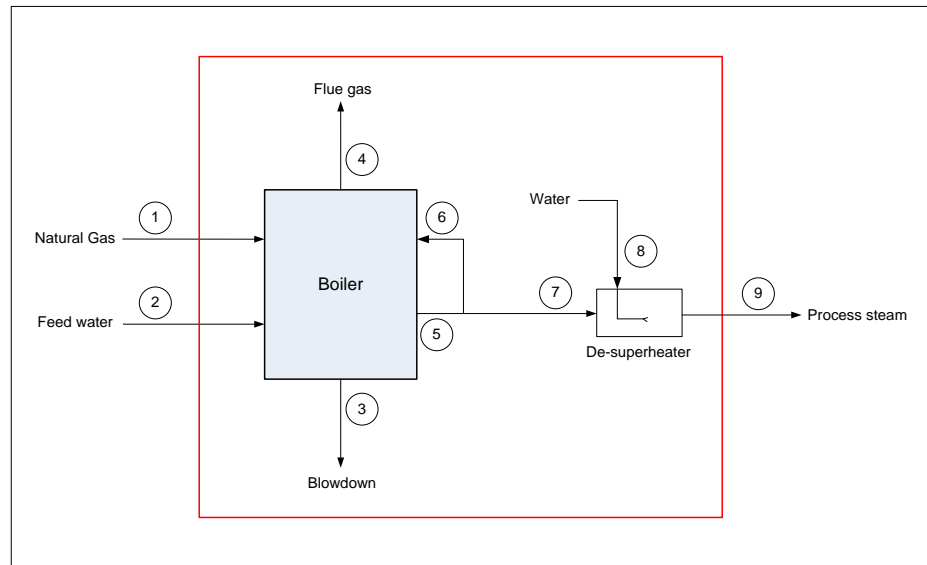 Flue gas
4
1
6
Water
Natural Gas
8
Boiler
2
7
9
Feed water
5
Process steam
De-superheater
3
Blowdown